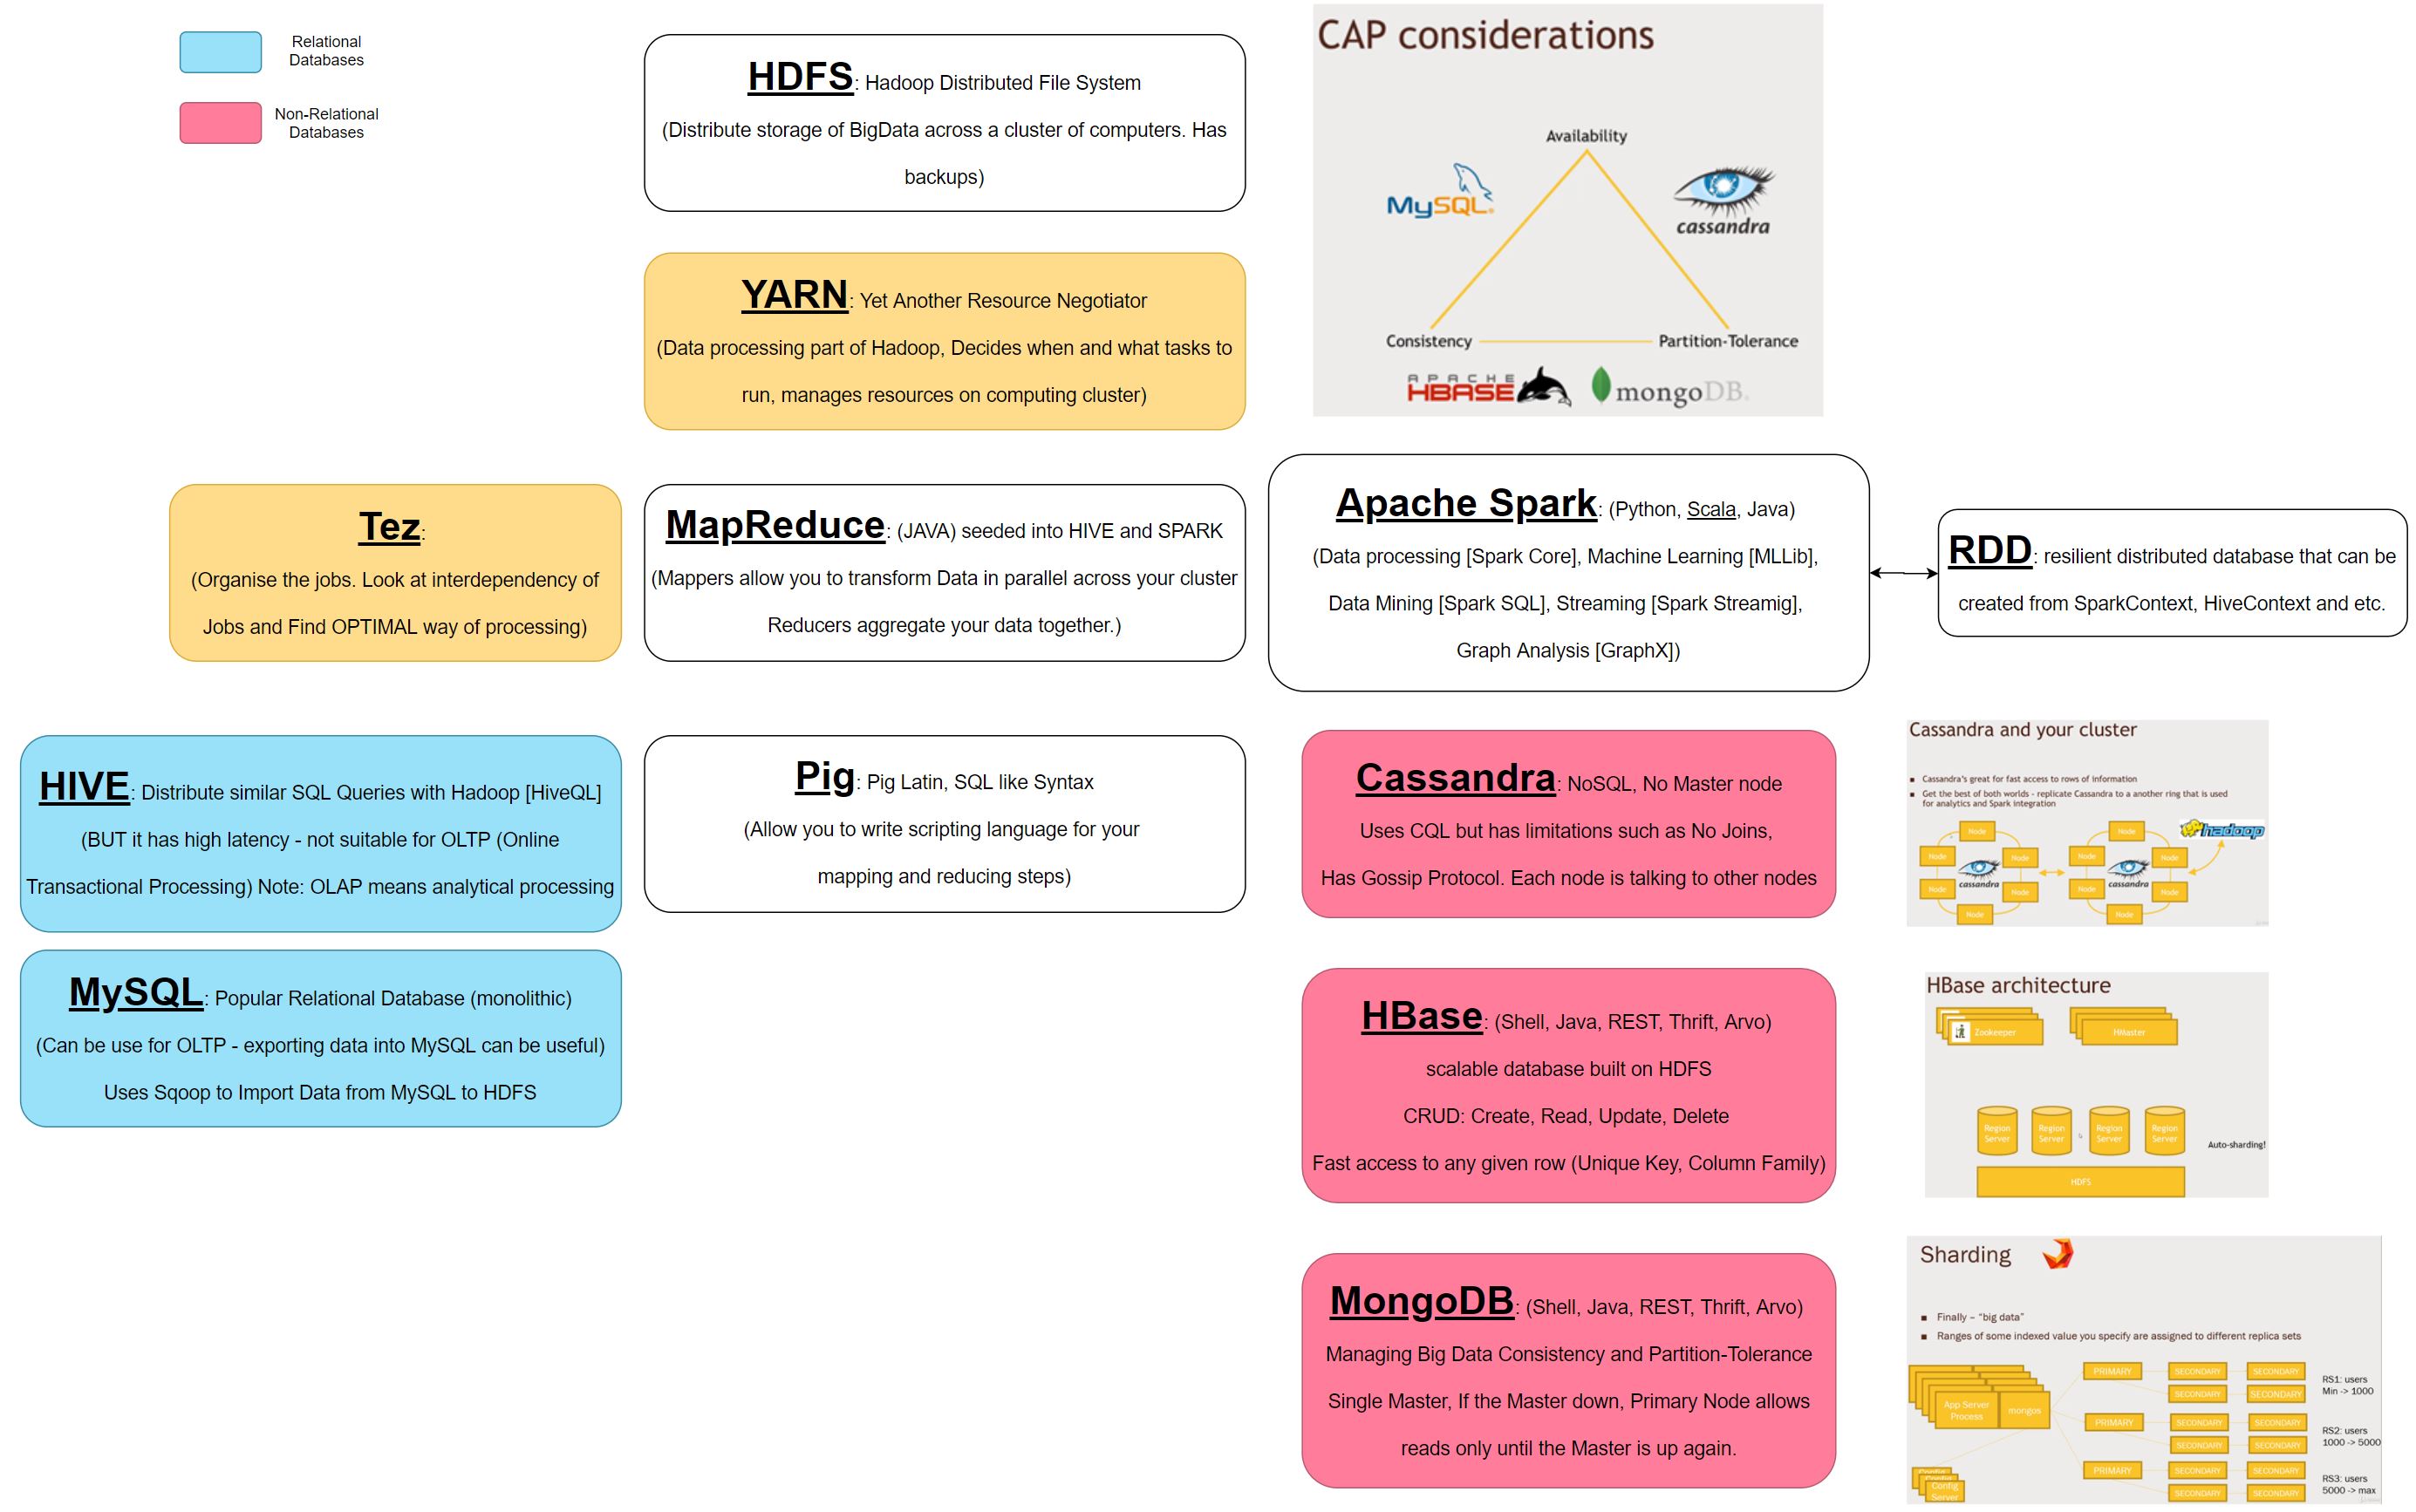 Relational
Databases
Non-Relational
Databases
HDFS: Hadoop Distributed File System
(Distribute storage of BigData across a cluster of computers. Has
backups)
CAP considerations
Availability
MySQL
cassandra
Consistency
Partition-Tolerance
APACHE
HBASE
mongoDB
YARN: Yet Another Resource Negotiator
(Data processing part of Hadoop, Decides when and what tasks to
run, manages resources on computing cluster)
Tez:
(Organise the jobs. Look at interdependency of
Jobs and Find OPTIMAL way of processing)
MapReduce: (JAVA) seeded into HIVE and SPARK
(Mappers allow you to transform Data in parallel across your cluster
Reducers aggregate your data together.)
Apache Spark: (Python, Scala, Java)
(Data processing [Spark Core], Machine Learning [MLLib],
Data Mining [Spark SQL], Streaming [Spark Streamig],
Graph Analysis [GraphX])
RDD: resilient distributed database that can be
created from SparkContext, HiveContext and etc.
HIVE: Distribute similar SQL Queries with Hadoop [HiveQL]
(BUT it has high latency - not suitable for OLTP (Online
Transactional Processing) Note: OLAP means analytical processing
Pig: Pig Latin, SQL like Syntax
(Allow you to write scripting language for your
mapping and reducing steps)
Cassandra: NoSQL, No Master node
Uses CQL but has limitations such as No Joins,
Has Gossip Protocol. Each node is talking to other nodes
Cassandra and your cluster
Cassandra's great for fast access to rows of information
Get the best of both worlds - replicate Cassandra to a another ring that is used
for analytics and Spark integration
Node
Node
Node
Node
Node
Node
cassandra
Node
Node
Node
Node
Node
Node
cassandra
hadoop
MySQL: Popular Relational Database (monolithic)
(Can be use for OLTP - exporting data into MySQL can be useful)
Uses Sqoop to Import Data from MySQL to HDFS
HBase: (Shell, Java, REST, Thrift, Arvo)
scalable database built on HDFS
CRUD: Create, Read, Update, Delete
Fast access to any given row (Unique Key, Column Family)
HBase architecture
Zookeeper
HMaster
Region
Server
Region
Server
Region
Server
Region
Server
Auto-sharding!
HDFS
MongoDB: (Shell, Java, REST, Thrift, Arvo)
Managing Big Data Consistency and Partition-Tolerance
Single Master, If the Master down, Primary Node allows
reads only until the Master is up again.
Sharding
Finally – “big data”
Ranges of some indexed value you specify are assigned to different replica sets
App Server
Process
mongos
PRIMARY
SECONDARY
SECONDARY
SECONDARY
SECONDARY
RS1: users
Min -> 1000
PRIMARY
SECONDARY
SECONDARY
SECONDARY
SECONDARY
RS2: users
1000 -> 5000
PRIMARY
SECONDARY
SECONDARY
SECONDARY
SECONDARY
RS3: users
5000 -> max
Config
Server